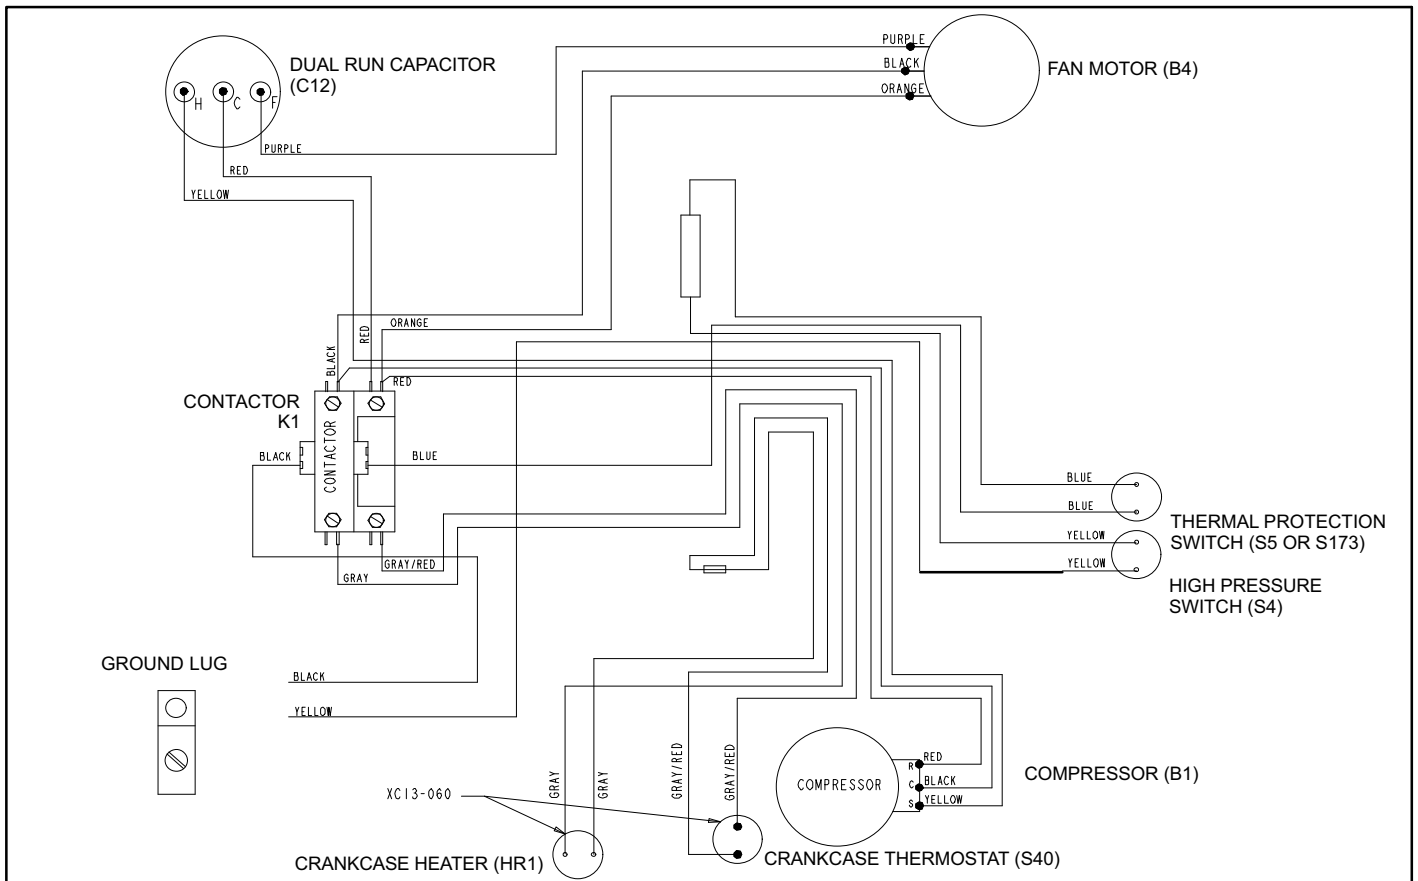 PURPLE
DUAL RUN CAPACITOR
(C12)
BLACK
FAN MOTOR (B4)
ORANGE
H
C
F
PURPLE
RED
YELLOW
ORANGE
RED
BLACK
RED
CONTACTOR
K1
CONTACTOR
BLACK
BLUE
BLUE
BLUE
THERMAL PROTECTION
SWITCH (S5 OR S173)
YELLOW
YELLOW
GRAY/RED
GRAY
HIGH PRESSURE
SWITCH (S4)
GROUND LUG
BLACK
YELLOW
GRAY
GRAY
GRAY/RED
GRAY/RED
RED
R
COMPRESSOR (B1)
COMPRESSOR
C
BLACK
S
YELLOW
XC13-060
CRANKCASE HEATER (HR1)
CRANKCASE THERMOSTAT (S40)